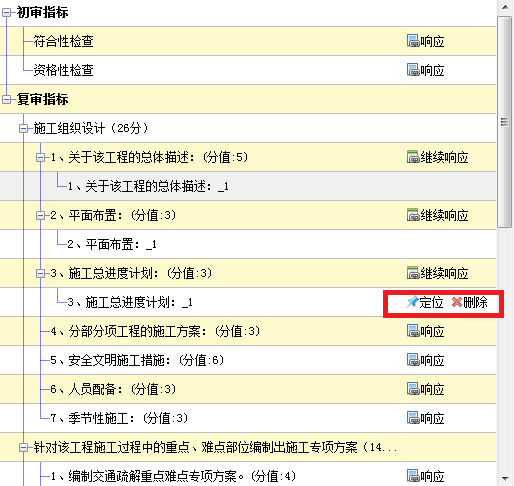 初审指标
符合性检查 响应
资格性检查 响应
复审指标
施工组织设计（26分）
1、关于该工程的总体描述：(分值:5) 继续响应
1、关于该工程的总体描述：_1
2、平面布置：(分值:3) 继续响应
2、平面布置：_1
3、施工总进度计划：(分值:3) 继续响应
3、施工总进度计划：_1 定位 删除
4、分部分项工程的施工方案：(分值:3) 响应
5、安全文明施工措施：(分值:6) 响应
6、人员配备：(分值:3) 响应
7、季节性施工：(分值:3) 响应
针对该工程施工过程中的重点、难点部位编制出施工专项方案（14...
1、编制交通疏解重点难点专项方案。(分值:4) 响应